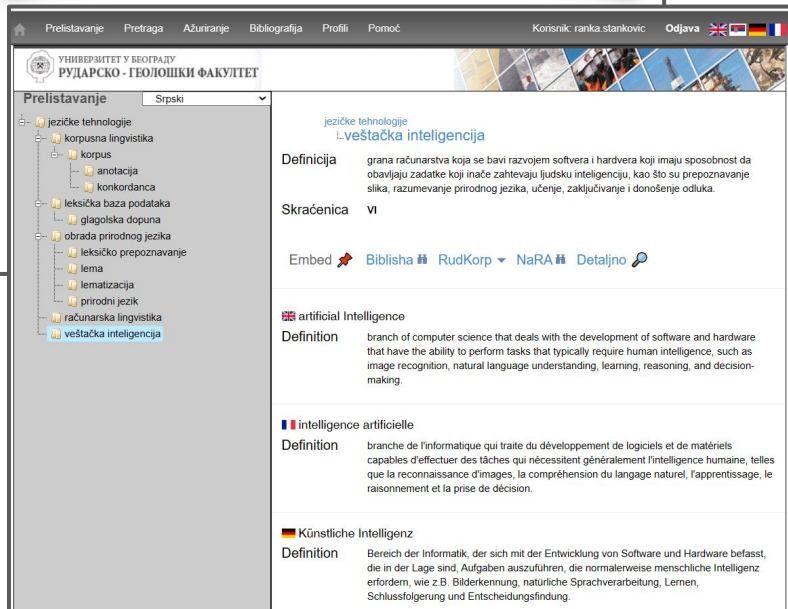 Prelistavanje Pretraga Ažuriranje Bibliografija Profili Pomoć Korisnik: ranka.stankovic Odjava
УНИВЕРЗИТЕТ У БЕОГРАДУ
РУДАРСКО - ГЕОЛОШКИ ФАКУЛТЕТ
Prelistavanje Srpski
jezičke tehnologije
korpusna lingvistika
korpus
anotacija
konkordanca
leksička baza podataka
glagolska dopuna
obrada prirodnog jezika
leksičko prepoznavanje
lema
lematizacija
prirodni jezik
računarska lingvistika
veštačka inteligencija
jezičke tehnologije
veštačka inteligencija
Definicija grana računarstva koja se bavi razvojem softvera i hardvera koji imaju sposobnost da
obavljaju zadatke koji inače zahtevaju ljudsku inteligenciju, kao što su prepoznavanje
slika, razumevanje prirodnog jezika, učenje, zaključivanje i donošenje odluka.
Skraćenica VI
Embed Biblisha RudKorp NaRA Detaljno
artificial Intelligence
Definition branch of computer science that deals with the development of software and hardware
that have the ability to perform tasks that typically require human intelligence, such as
image recognition, natural language understanding, learning, reasoning, and decision-
making.
intelligence artificielle
Definition branche de l'informatique qui traite du développement de logiciels et de matériels
capables d'effectuer des tâches qui nécessitent généralement l'intelligence humaine, telles
que la reconnaissance d'images, la compréhension du langage naturel, l'apprentissage, le
raisonnement et la prise de décision.
Künstliche Intelligenz
Definition Bereich der Informatik, der sich mit der Entwicklung von Software und Hardware befasst,
die in der Lage sind, Aufgaben auszuführen, die normalerweise menschliche Intelligenz
erfordern, wie z.B. Bilderkennung, natürliche Sprachverarbeitung, Lernen,
Schlussfolgerung und Entscheidungsfindung.